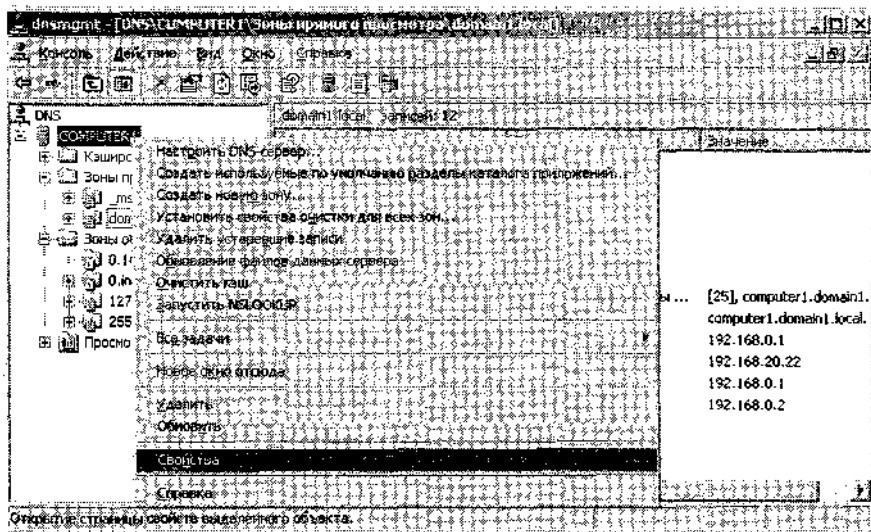 dnsmgmt - [DNS\COMPUTER1\Зоны прямого просмотра\domain1.local]
Консоль Действие Вид Окно Справка
DNS
domain1.local записей: 12
COMPUTER1
Значение
Кэширо
Зоны пр
_ms
dom
Зоны об
0.in
127
255
Просмо
Настроить DNS-сервер...
Создать используемые по умолчанию разделы каталога приложений...
Создать новую зону...
Установить свойства очистки для всех зон...
Удалить устаревшие записи
Обновление файлов данных сервера
Очистить кэш
Запустить NSLOOKUP
Все задачи
Новое окно отсюда
Удалить
Обновить
Свойства
Справка
ы ... [25], computer1.domain1.
computer1.domain1.local.
192.168.0.1
192.168.20.22
192.168.0.1
192.168.0.2
Открытие страницы свойств выделенного объекта.